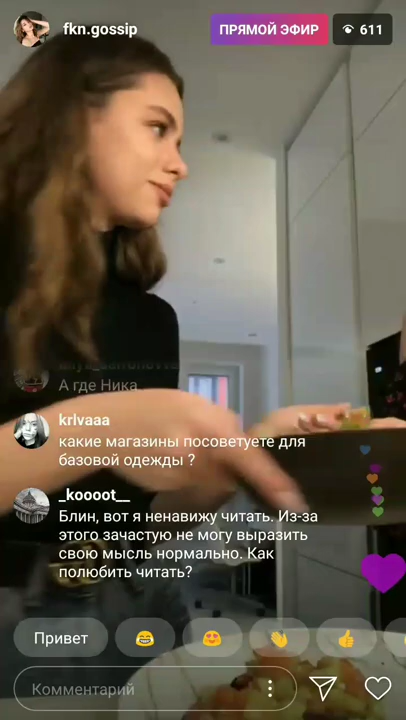 fkn.gossip
ПРЯМОЙ ЭФИР
611
А где Ника
krlvaaa
какие магазины посоветуете для
базовой одежды ?
_koooot__
Блин, вот я ненавижу читать. Из-за
этого зачастую не могу выразить
свою мысль нормально. Как
полюбить читать?
Привет
Комментарий